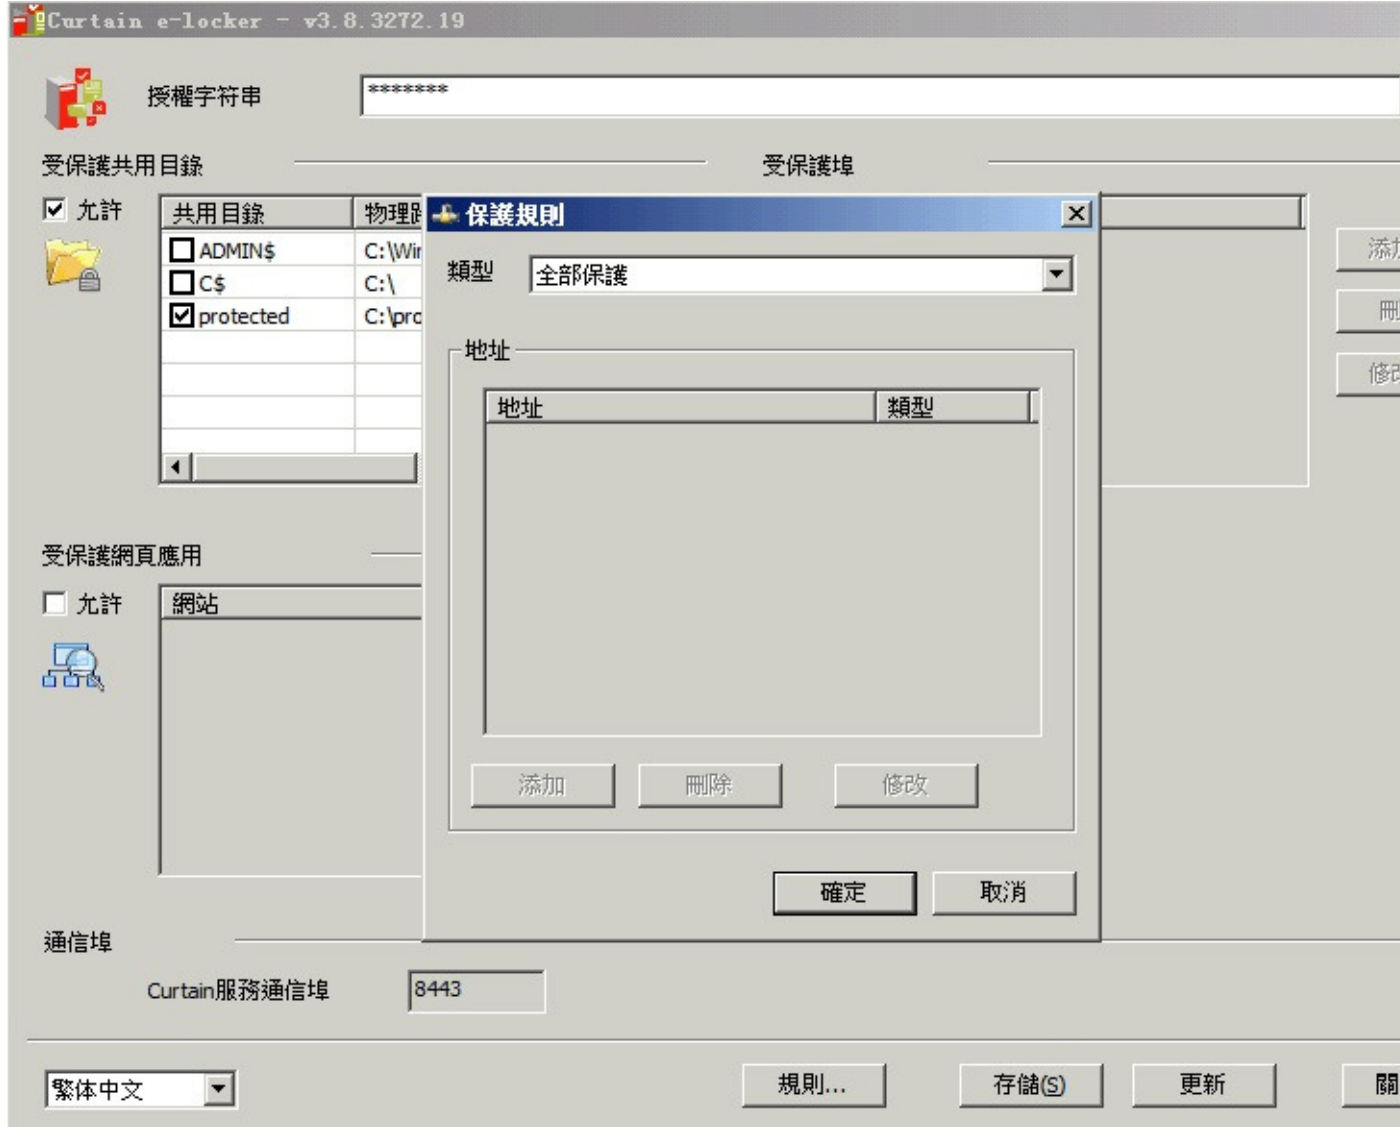 Curtain e-locker - v3.8.3272.19
授權字符串
*******
受保護共用目錄
受保護埠
允許
共用目錄
ADMIN$
C:\Wir
C$
C:\
protected
C:\pro
保護規則
類型
全部保護
地址
地址
類型
添加
刪除
修改
確定
取消
受保護網頁應用
允許
網站
通信埠
Curtain服務通信埠
8443
繁体中文
規則...
存儲(S)
更新